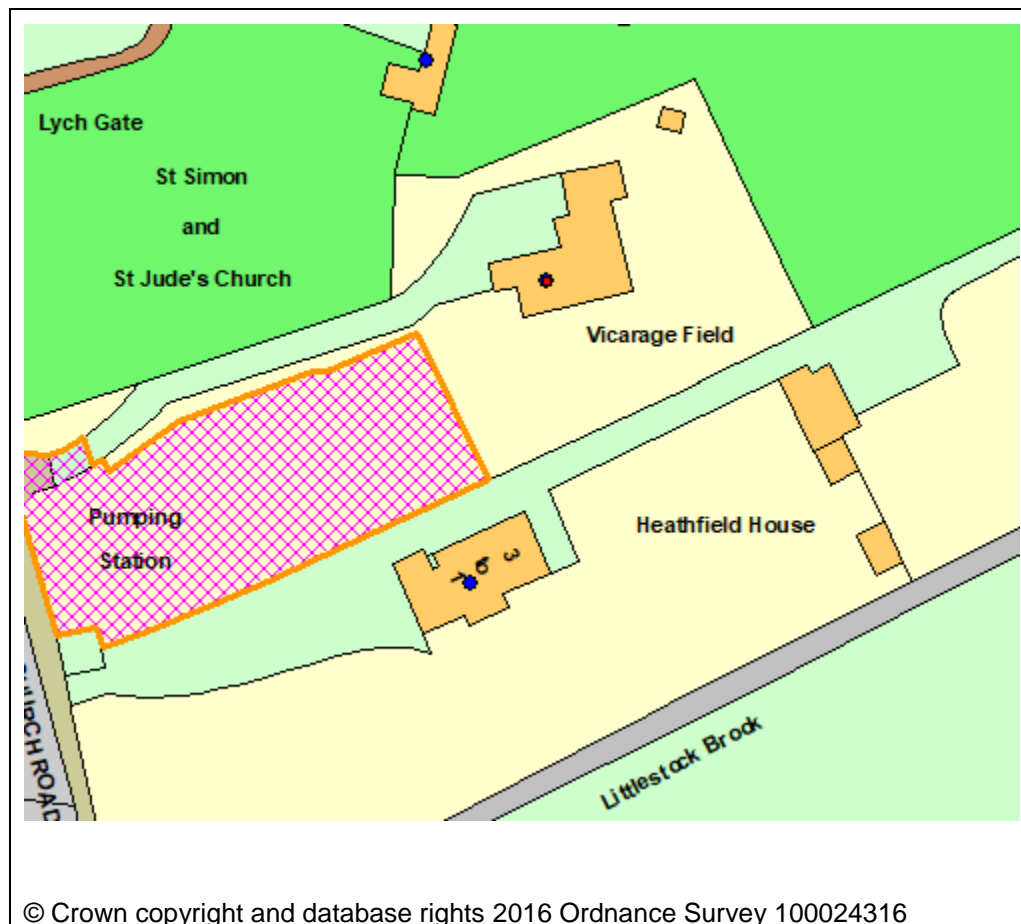 Lych Gate
St Simon
and
St Jude's Church
Vicarage Field
Pumping
Station
Heathfield House
3
Littlestock Brook
© Crown copyright and database rights 2016 Ordnance Survey 100024316